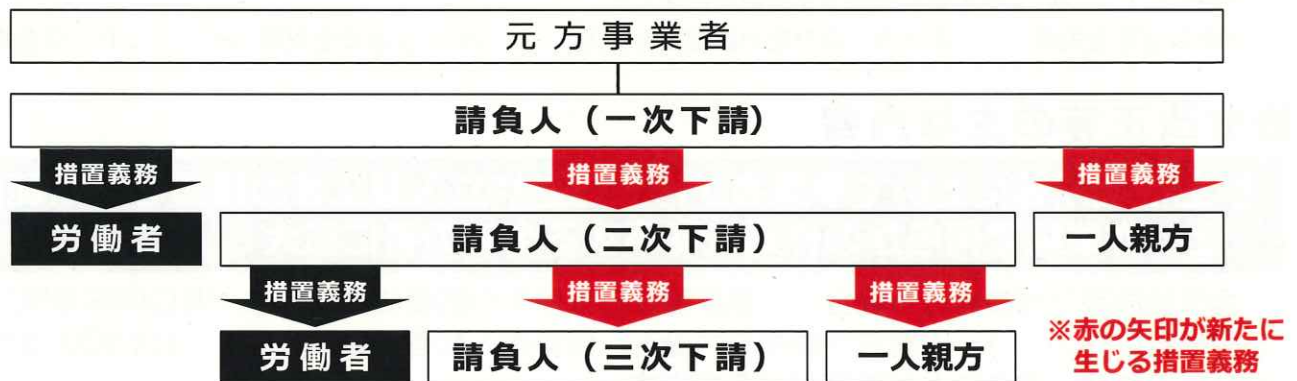 元方事業者
請負人（一次下請）
措置義務 措置義務 措置義務
労働者 請負人（二次下請） 一人親方
措置義務 措置義務 措置義務
労働者 請負人（三次下請） 一人親方
※赤の矢印が新たに
生じる措置義務